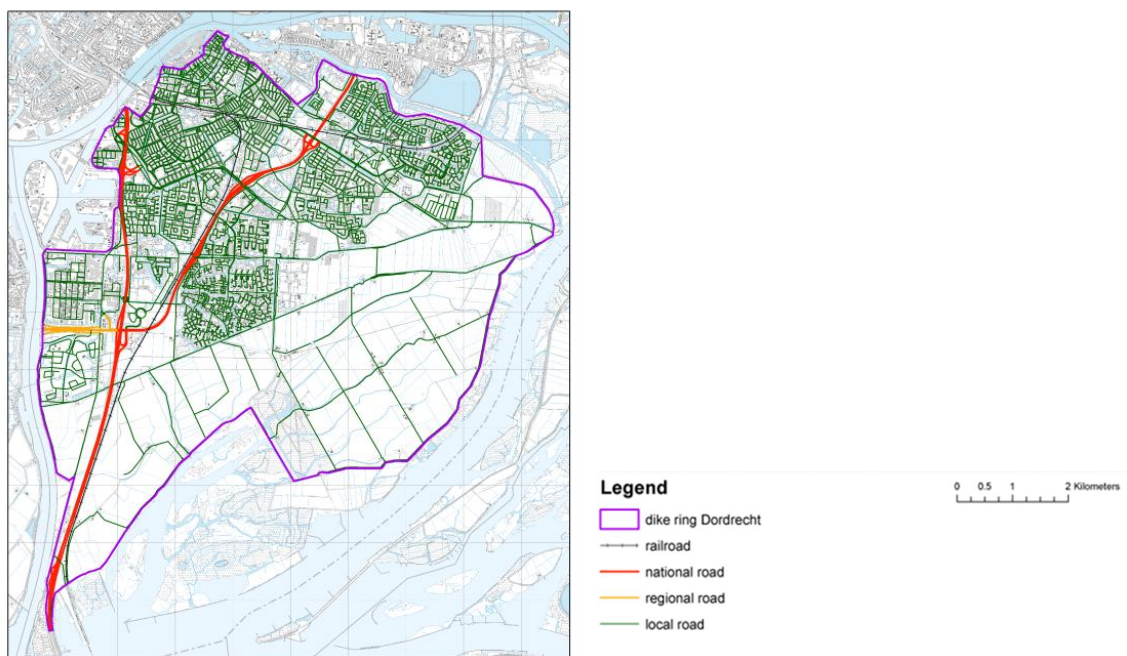 Legend
0 0.5 1 2 Kilometers
dike ring Dordrecht
railroad
national road
regional road
local road